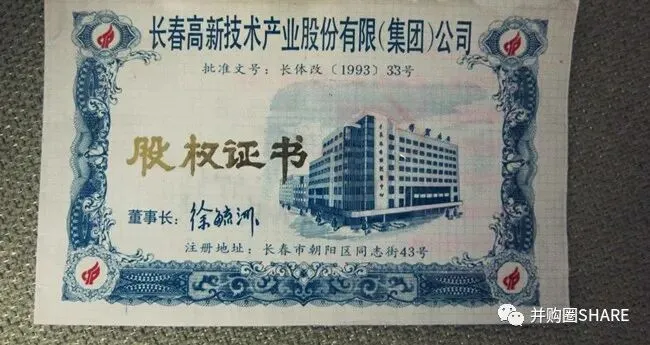 长春高新技术产业股份有限(集团)公司
批准文号：长体改〔1993〕33号
股权证书
董事长：徐毓洲
注册地址：长春市朝阳区同志街43号
并购圈SHARE